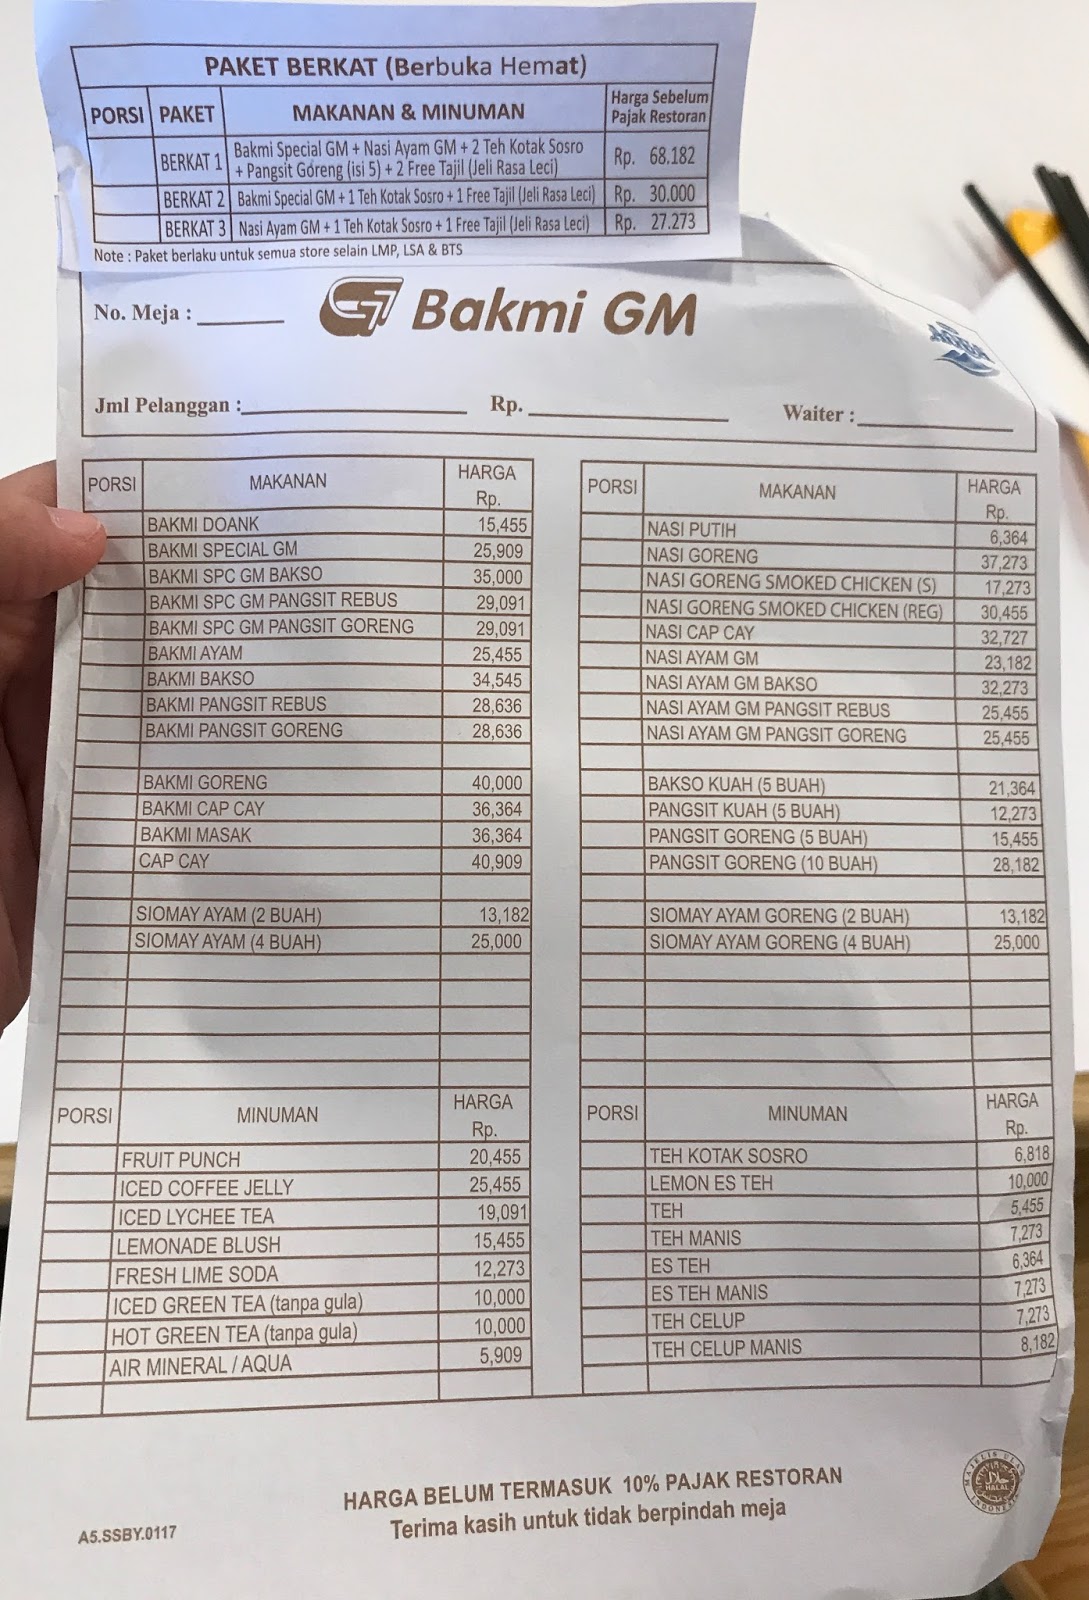 PAKET BERKAT (Berbuka Hemat)
PORSI PAKET MAKANAN & MINUMAN Harga Sebelum Pajak Restoran
BERKAT 1 Bakmi Special GM + Nasi Ayam GM + 2 Teh Kotak Sosro
+ Pangsit Goreng (isi 5) + 2 Free Tajil (Jeli Rasa Leci) Rp. 68.182
BERKAT 2 Bakmi Special GM + 1 Teh Kotak Sosro + 1 Free Tajil (Jeli Rasa Leci) Rp. 30.000
BERKAT 3 Nasi Ayam GM + 1 Teh Kotak Sosro + 1 Free Tajil (Jeli Rasa Leci) Rp. 27.273
Note : Paket berlaku untuk semua store selain LMP, LSA & BTS
No. Meja :
Bakmi GM
AQUA
Jml Pelanggan : Rp. Waiter :
PORSI MAKANAN HARGA Rp.
BAKMI DOANK 15,455
BAKMI SPECIAL GM 25,909
BAKMI SPC GM BAKSO 35,000
BAKMI SPC GM PANGSIT REBUS 29,091
BAKMI SPC GM PANGSIT GORENG 29,091
BAKMI AYAM 25,455
BAKMI BAKSO 34,545
BAKMI PANGSIT REBUS 28,636
BAKMI PANGSIT GORENG 28,636
BAKMI GORENG 40,000
BAKMI CAP CAY 36,364
BAKMI MASAK 36,364
CAP CAY 40,909
SIOMAY AYAM (2 BUAH) 13,182
SIOMAY AYAM (4 BUAH) 25,000
PORSI MAKANAN HARGA Rp.
NASI PUTIH 6,364
NASI GORENG 37,273
NASI GORENG SMOKED CHICKEN (S) 17,273
NASI GORENG SMOKED CHICKEN (REG) 30,455
NASI CAP CAY 32,727
NASI AYAM GM 23,182
NASI AYAM GM BAKSO 32,273
NASI AYAM GM PANGSIT REBUS 25,455
NASI AYAM GM PANGSIT GORENG 25,455
BAKSO KUAH (5 BUAH) 21,364
PANGSIT KUAH (5 BUAH) 12,273
PANGSIT GORENG (5 BUAH) 15,455
PANGSIT GORENG (10 BUAH) 28,182
SIOMAY AYAM GORENG (2 BUAH) 13,182
SIOMAY AYAM GORENG (4 BUAH) 25,000
PORSI MINUMAN HARGA Rp.
FRUIT PUNCH 20,455
ICED COFFEE JELLY 25,455
ICED LYCHEE TEA 19,091
LEMONADE BLUSH 15,455
FRESH LIME SODA 12,273
ICED GREEN TEA (tanpa gula) 10,000
HOT GREEN TEA (tanpa gula) 10,000
AIR MINERAL / AQUA 5,909
PORSI MINUMAN HARGA Rp.
TEH KOTAK SOSRO 6,818
LEMON ES TEH 10,000
TEH 5,455
TEH MANIS 7,273
ES TEH 6,364
ES TEH MANIS 7,273
TEH CELUP 7,273
TEH CELUP MANIS 8,182
HARGA BELUM TERMASUK 10% PAJAK RESTORAN
Terima kasih untuk tidak berpindah meja
A5.SSBY.0117
MAJELIS ULAMA INDONESIA
HALAL